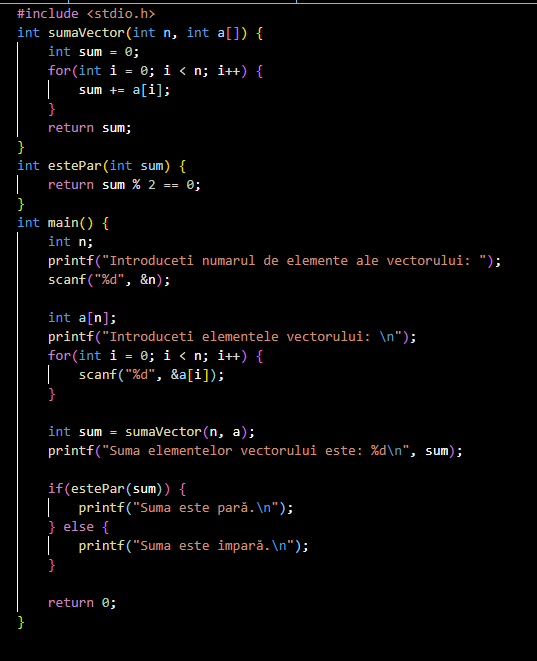 #include <stdio.h>
int sumaVector(int n, int a[]) {
    int sum = 0;
    for(int i = 0; i < n; i++) {
        sum += a[i];
    }
    return sum;
}
int estePar(int sum) {
    return sum % 2 == 0;
}
int main() {
    int n;
    printf("Introduceti numarul de elemente ale vectorului: ");
    scanf("%d", &n);

    int a[n];
    printf("Introduceti elementele vectorului: \n");
    for(int i = 0; i < n; i++) {
        scanf("%d", &a[i]);
    }

    int sum = sumaVector(n, a);
    printf("Suma elementelor vectorului este: %d\n", sum);

    if(estePar(sum)) {
        printf("Suma este pară.\n");
    } else {
        printf("Suma este impară.\n");
    }

    return 0;
}